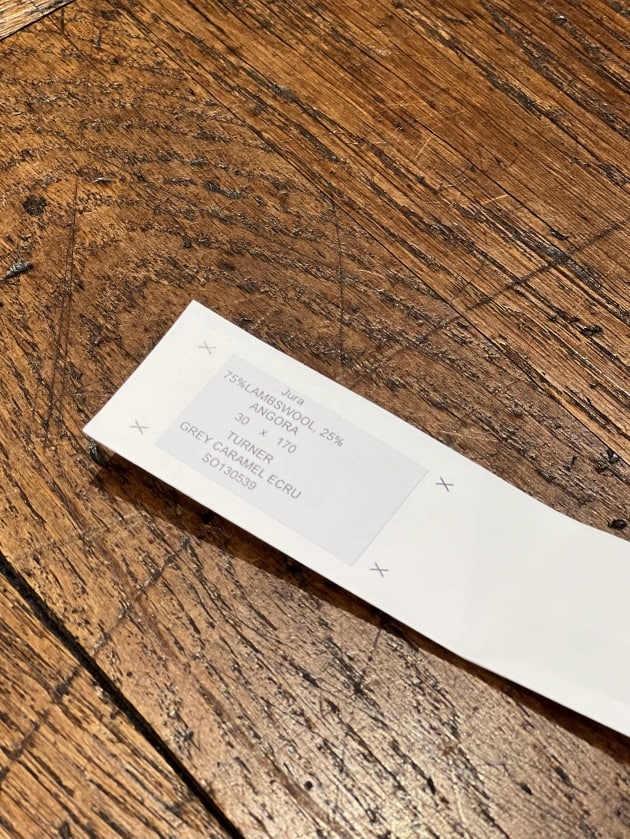 Jura
75%LAMBSWOOL, 25%
ANGORA
30 x 170
TURNER
GREY CARAMEL ECRU
SO130539